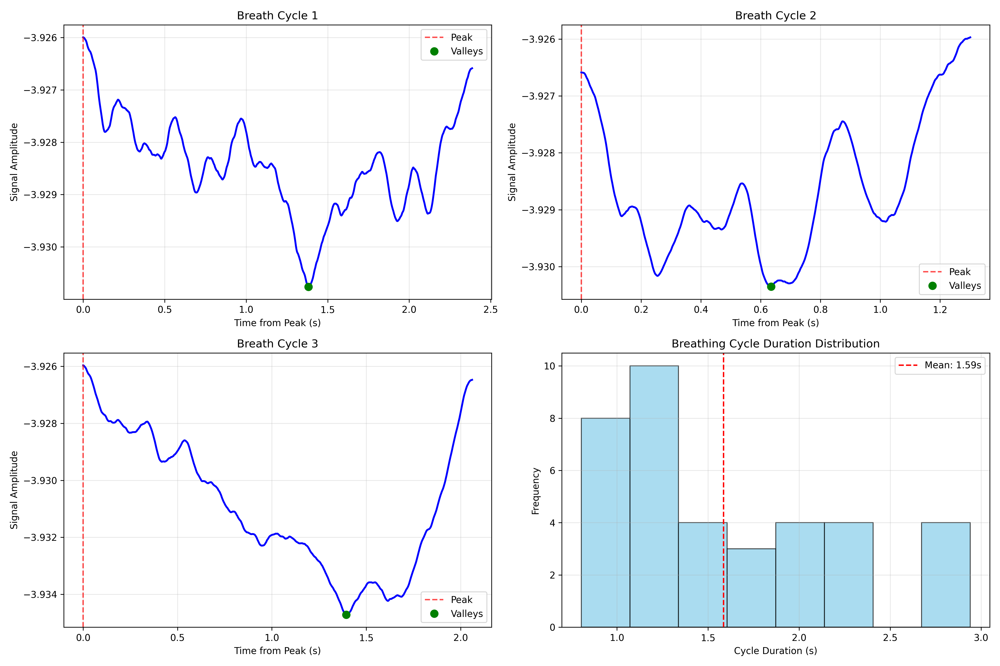 Breath Cycle 1
Signal Amplitude
−3.926
−3.927
−3.928
−3.929
−3.930
0.0
0.5
1.0
1.5
2.0
2.5
Time from Peak (s)
Peak
Valleys
Breath Cycle 2
Signal Amplitude
−3.926
−3.927
−3.928
−3.929
−3.930
0.0
0.2
0.4
0.6
0.8
1.0
1.2
Time from Peak (s)
Peak
Valleys
Breath Cycle 3
Signal Amplitude
−3.926
−3.928
−3.930
−3.932
−3.934
0.0
0.5
1.0
1.5
2.0
Time from Peak (s)
Peak
Valleys
Breathing Cycle Duration Distribution
Frequency
10
8
6
4
2
0
1.0
1.5
2.0
2.5
3.0
Cycle Duration (s)
Mean: 1.59s